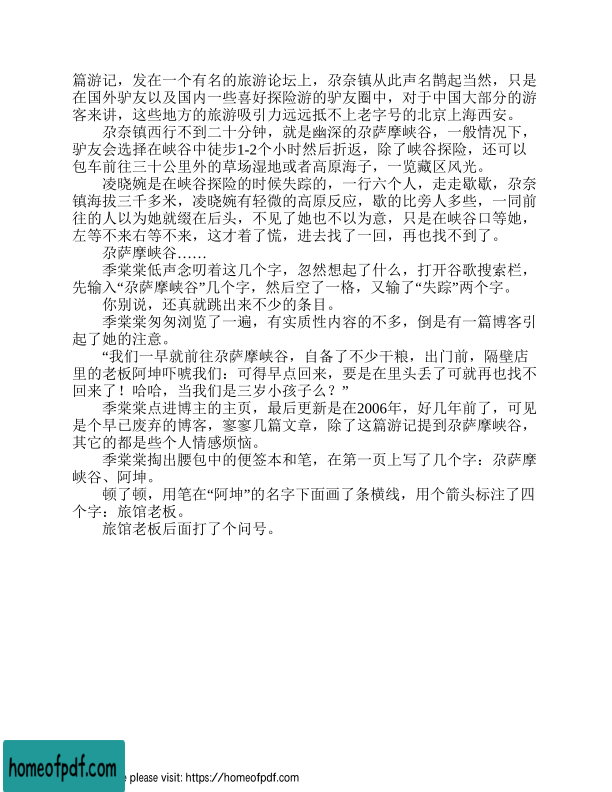 篇游记，发在一个有名的旅游论坛上，尕奈镇从此声名鹊起当然，只是
在国外驴友以及国内一些喜好探险游的驴友圈中，对于中国大部分的游
客来讲，这些地方的旅游吸引力远远抵不上老字号的北京上海西安。
尕奈镇西行不到二十分钟，就是幽深的尕萨摩峡谷，一般情况下，
驴友会选择在峡谷中徒步1-2个小时然后折返，除了峡谷探险，还可以
包车前往三十公里外的草场湿地或者高原海子，一览藏区风光。
凌晓婉是在峡谷探险的时候失踪的，一行六个人，走走歇歇，尕奈
镇海拔三千多米，凌晓婉有轻微的高原反应，歇的比旁人多些，一同前
往的人以为她就缀在后头，不见了她也不以为意，只是在峡谷口等她，
左等不来右等不来，这才着了慌，进去找了一回，再也找不到了。
尕萨摩峡谷……
季棠棠低声念叨着这几个字，忽然想起了什么，打开谷歌搜索栏，
先输入“尕萨摩峡谷”几个字，然后空了一格，又输了“失踪”两个字。
你别说，还真就跳出来不少的条目。
季棠棠匆匆浏览了一遍，有实质性内容的不多，倒是有一篇博客引
起了她的注意。
“我们一早就前往尕萨摩峡谷，自备了不少干粮，出门前，隔壁店
里的老板阿坤吓唬我们：可得早点回来，要是在里头丢了可就再也找不
回来了！哈哈，当我们是三岁小孩子么？”
季棠棠点进博主的主页，最后更新是在2006年，好几年前了，可见
是个早已废弃的博客，寥寥几篇文章，除了这篇游记提到尕萨摩峡谷，
其它的都是些个人情感烦恼。
季棠棠掏出腰包中的便签本和笔，在第一页上写了几个字：尕萨摩
峡谷、阿坤。
顿了顿，用笔在“阿坤”的名字下面画了条横线，用个箭头标注了四
个字：旅馆老板。
旅馆老板后面打了个问号。
homeofpdf.com
e please visit: https://homeofpdf.com